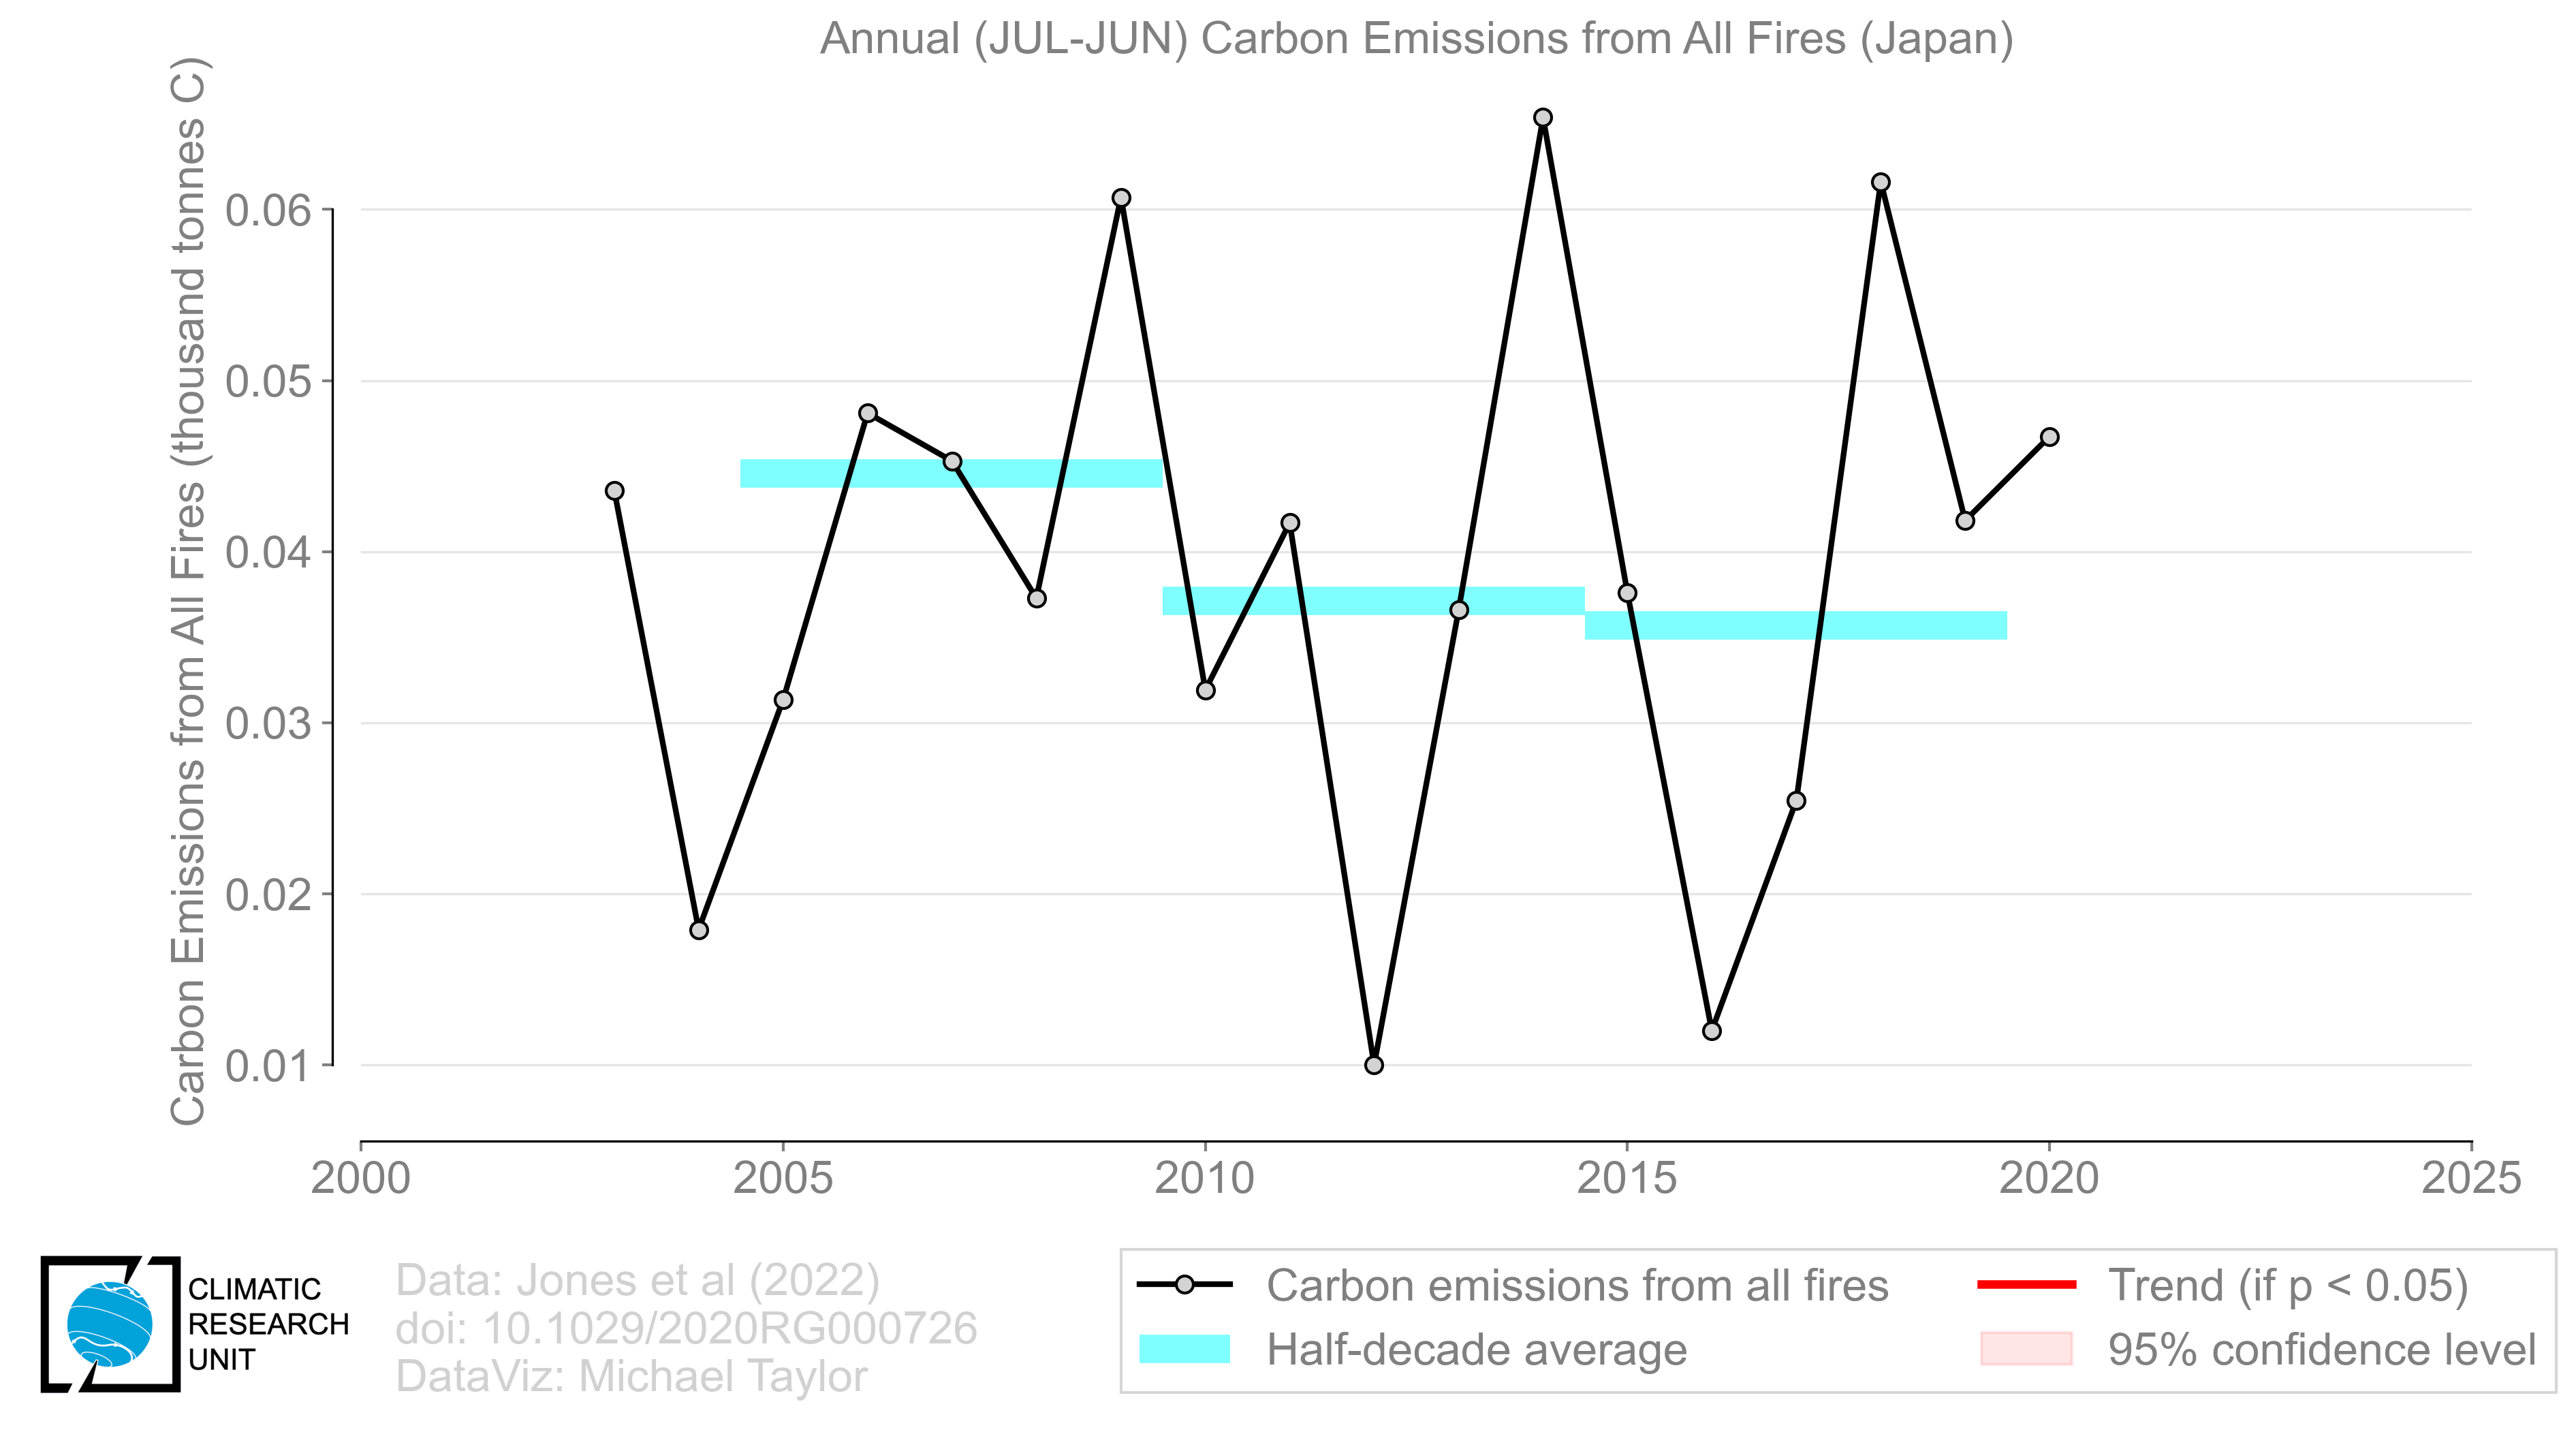 Annual (JUL-JUN) Carbon Emissions from All Fires (Japan)
Carbon Emissions from All Fires (thousand tonnes C)
0.06
0.05
0.04
0.03
0.02
0.01
2000 2005 2010 2015 2020 2025
CLIMATIC
RESEARCH
UNIT
Data: Jones et al (2022)
doi: 10.1029/2020RG000726
DataViz: Michael Taylor
Carbon emissions from all fires
Half-decade average
Trend (if p < 0.05)
95% confidence level